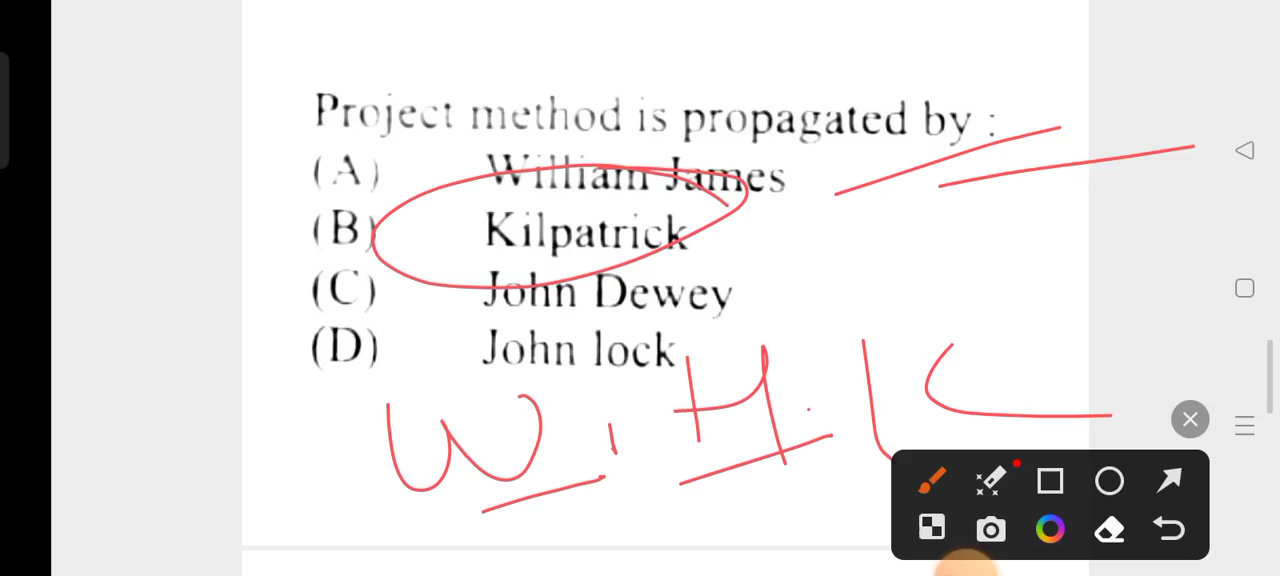 Project method is propagated by :
(A) William James
(B) Kilpatrick
(C) John Dewey
(D) John lock
W. H. K